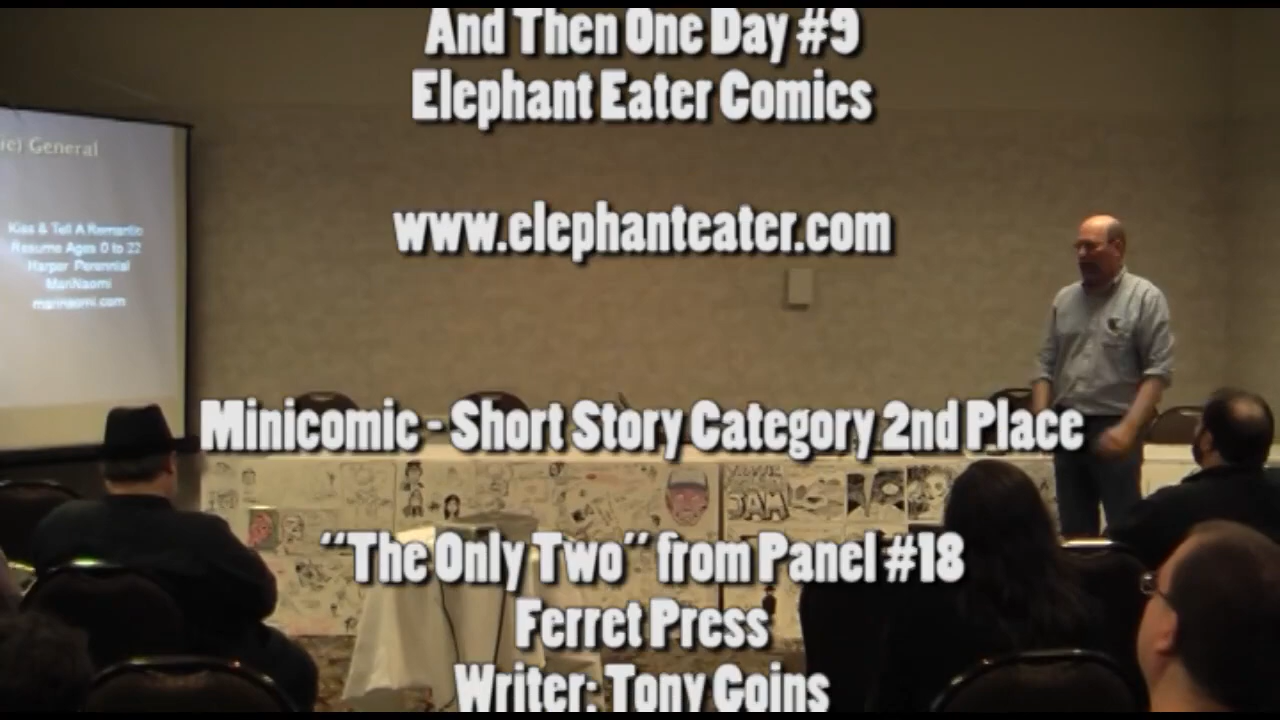 And Then One Day #9
Elephant Eater Comics
www.elephanteater.com
Minicomic - Short Story Category 2nd Place
“The Only Two” from Panel #18
Ferret Press
Writer: Tony Goins
General
Kiss & Tell A Romantic
Resume Ages 0 to 22
Harper Perennial
MariNaomi
marinaomi.com
JAM